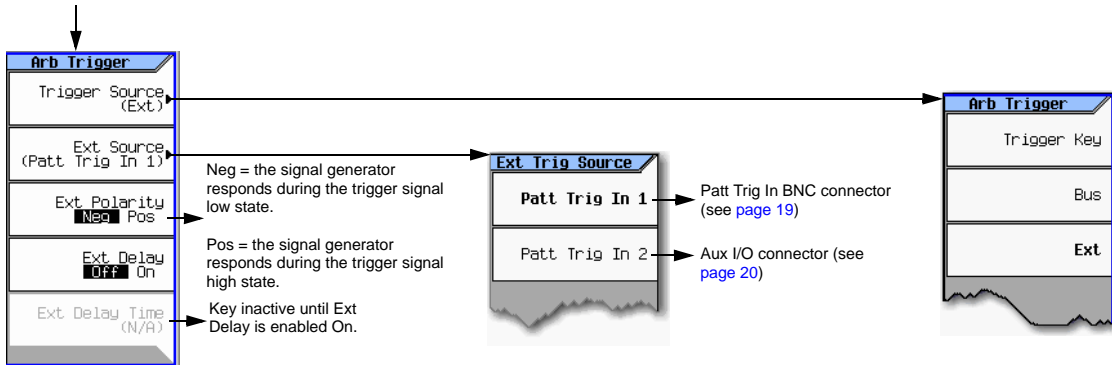 Arb Trigger
Trigger Source
(Ext)
Ext Source
(Patt Trig In 1)
Ext Polarity
Neg Pos
Ext Delay
Off On
Ext Delay Time
(N/A)
Neg = the signal generator
responds during the trigger signal
low state.
Pos = the signal generator
responds during the trigger signal
high state.
Key inactive until Ext
Delay is enabled On.
Ext Trig Source
Patt Trig In 1
Patt Trig In 2
Patt Trig In BNC connector
(see page 19)
Aux I/O connector (see
page 20)
Arb Trigger
Trigger Key
Bus
Ext